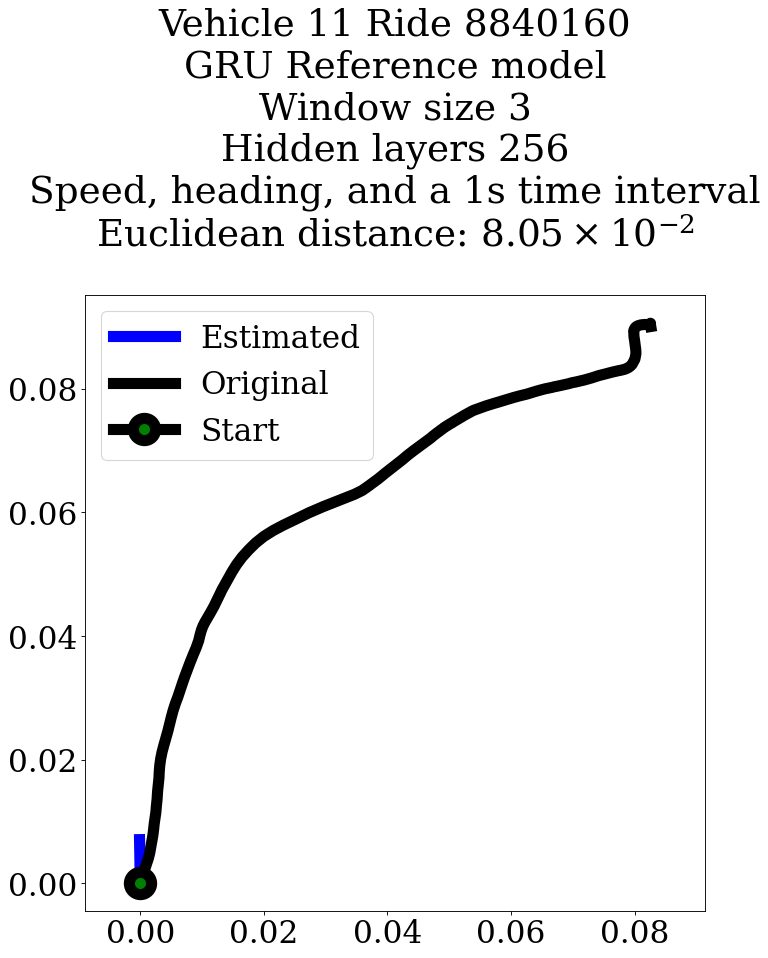 Vehicle 11 Ride 8840160
GRU Reference model
Window size 3
Hidden layers 256
Speed, heading, and a 1s time interval
Euclidean distance: 8.05 × 10⁻²
Estimated
Original
Start
0.08
0.06
0.04
0.02
0.00
0.00 0.02 0.04 0.06 0.08